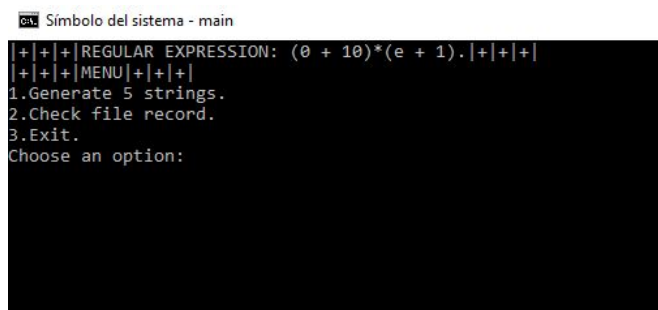 Símbolo del sistema - main
|+|+|+|REGULAR EXPRESSION: (0 + 10)*(e + 1).|+|+|+|
|+|+|+|MENU|+|+|+|
1.Generate 5 strings.
2.Check file record.
3.Exit.
Choose an option: